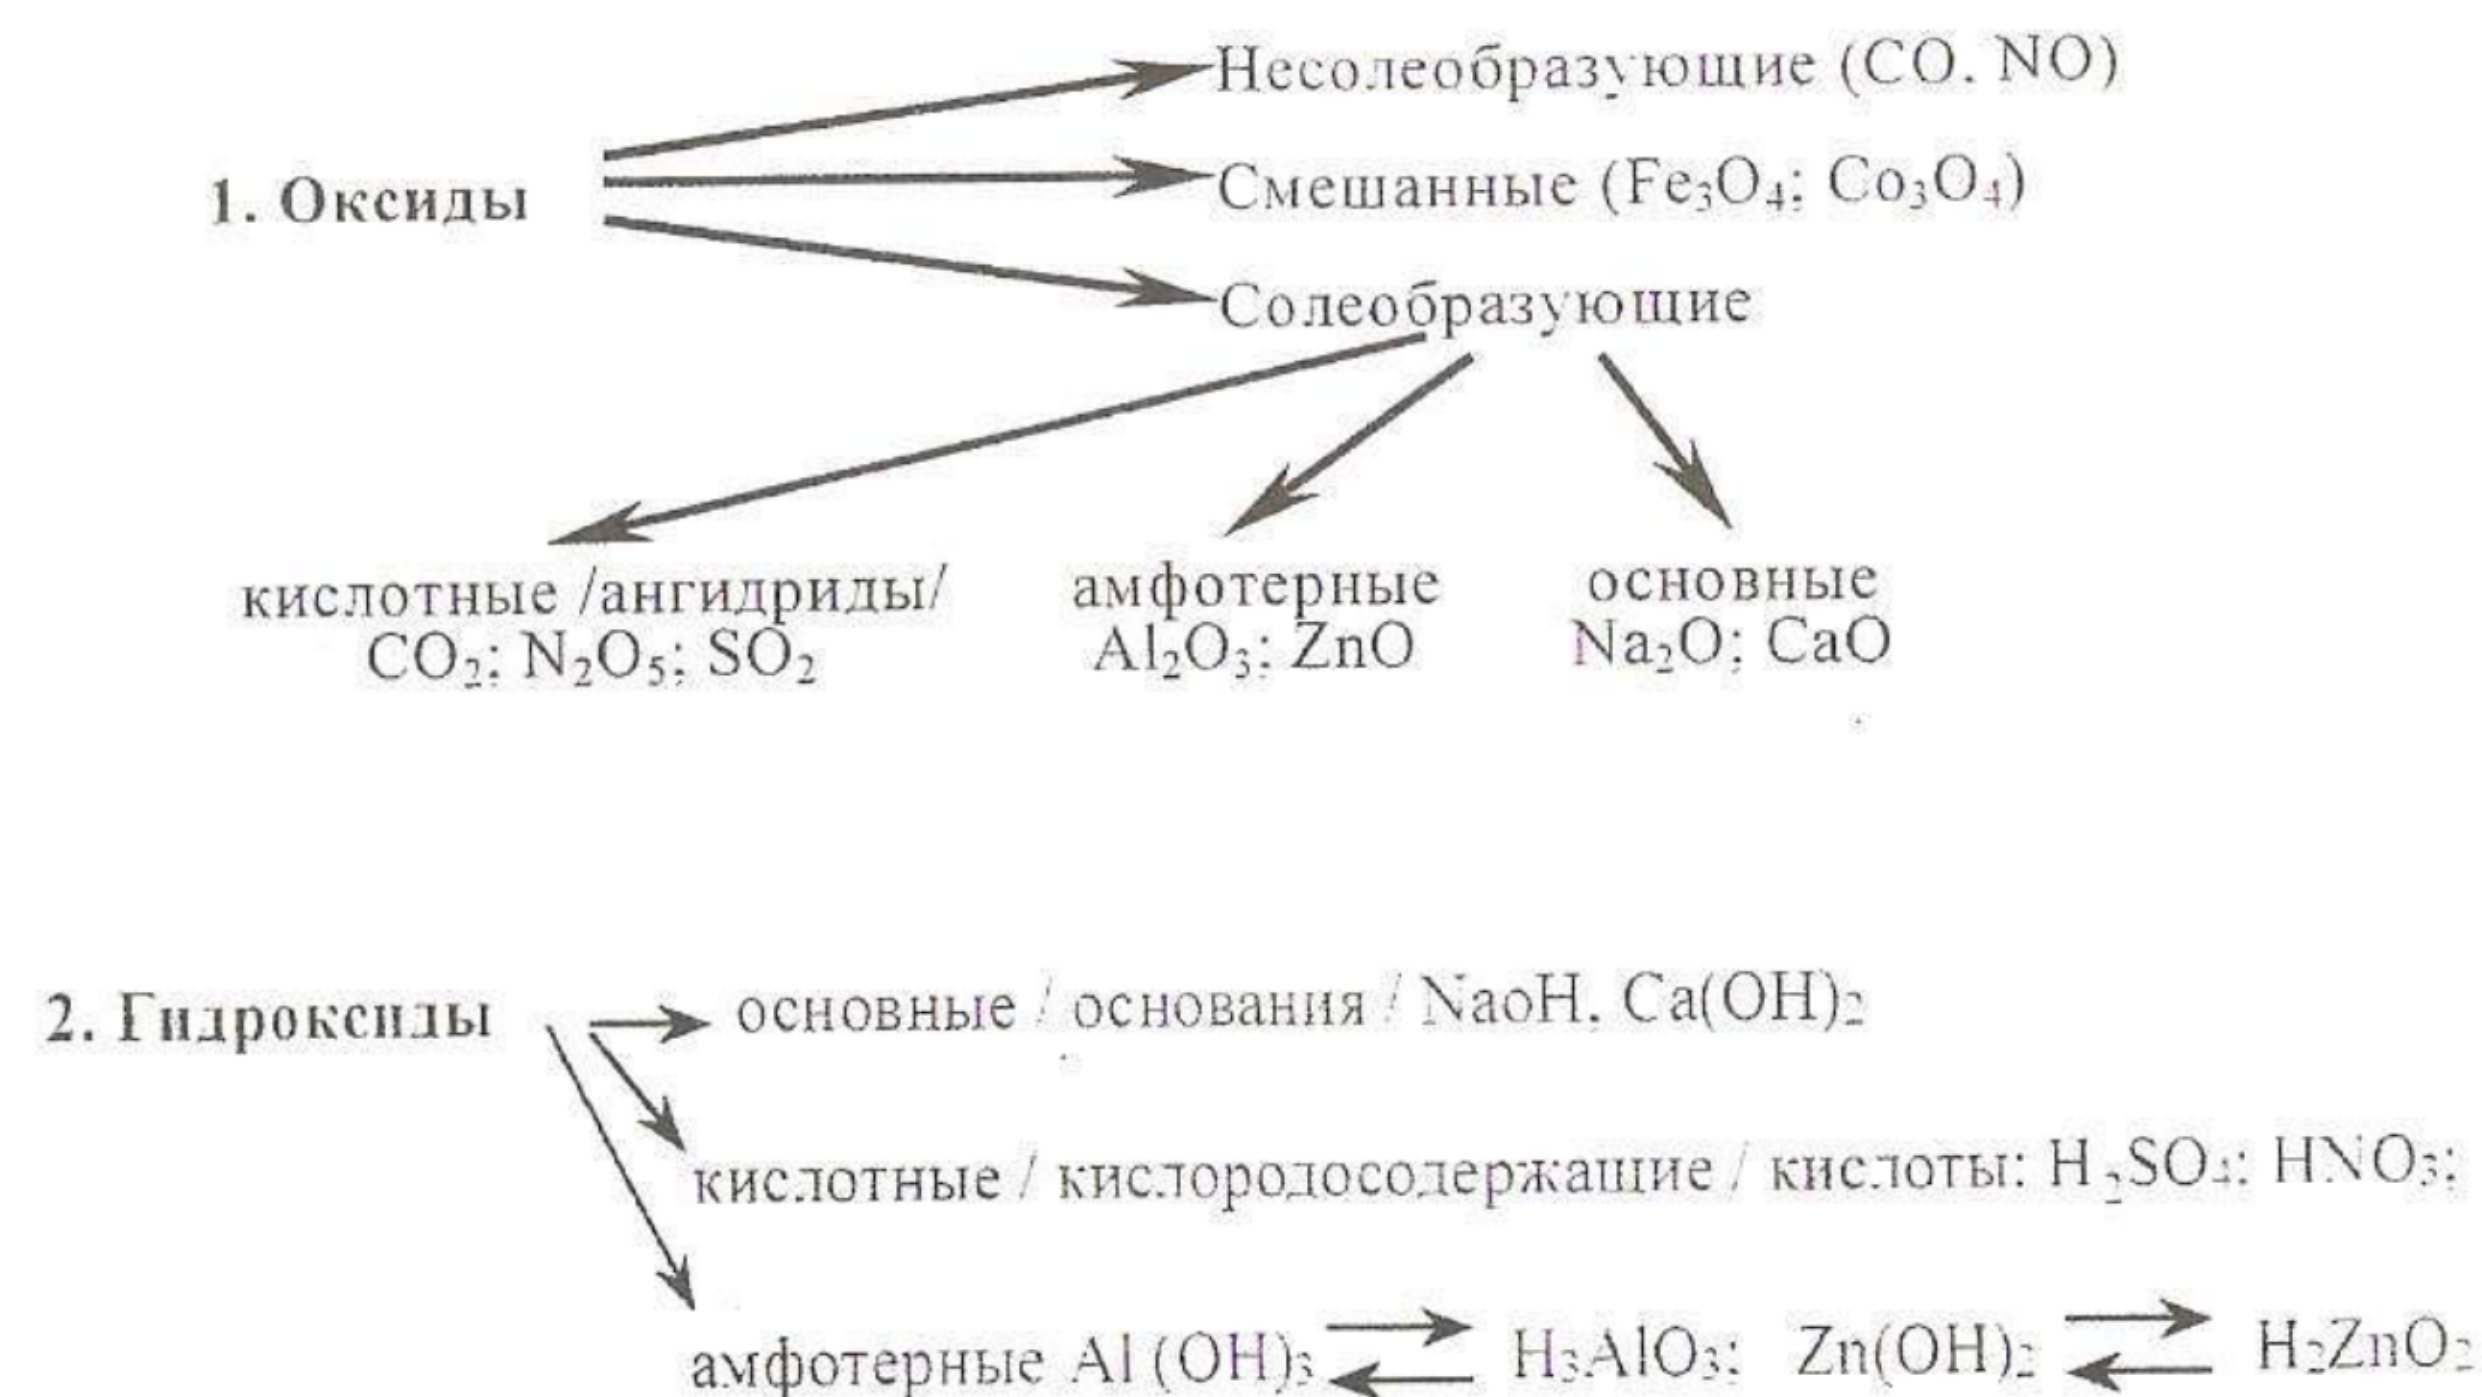 Несолеобразующие (CO. NO)
1. Оксиды
Смешанные (Fe₃O₄; Co₃O₄)
Солеобразующие
кислотные /ангидриды/
CO₂; N₂O₅; SO₂
амфотерные
Al₂O₃; ZnO
основные
Na₂O; CaO
2. Гидроксиды
основные / основания / NaoH, Ca(OH)₂
кислотные / кислородосодержащие / кислоты: H₂SO₄; HNO₃;
амфотерные Al (OH)₃ ⇄ H₃AlO₃; Zn(OH)₂ ⇄ H₂ZnO₂